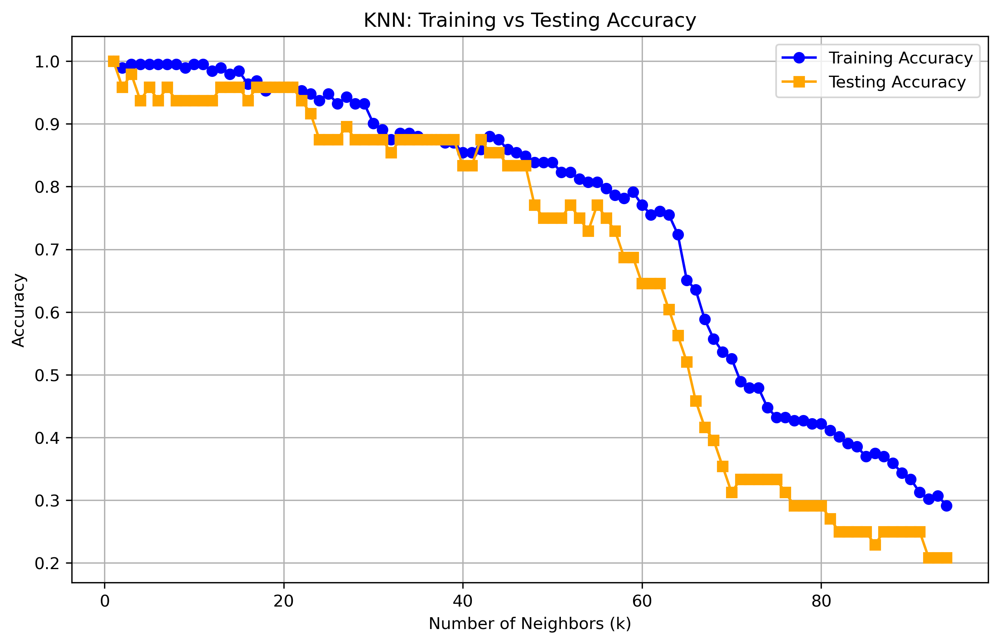 KNN: Training vs Testing Accuracy
Training Accuracy
Testing Accuracy
Accuracy
1.0
0.9
0.8
0.7
0.6
0.5
0.4
0.3
0.2
0 20 40 60 80
Number of Neighbors (k)